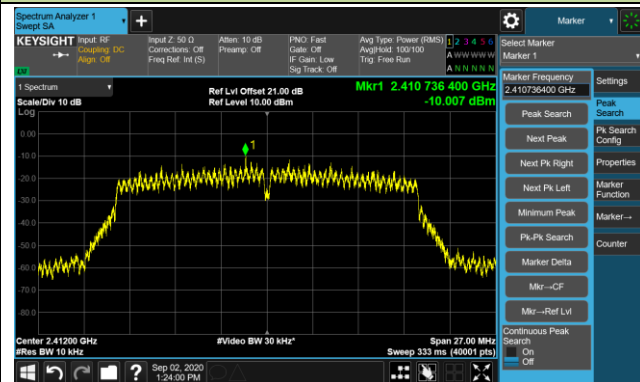 Spectrum Analyzer 1
Swept SA
Marker
KEYSIGHT
Input: RF
Coupling: DC
Align: Off
Input Z: 50 Ω
Corrections: Off
Freq Ref: Int (S)
Atten: 10 dB
Preamp: Off
PNO: Fast
Gate: Off
IF Gain: Low
Sig Track: Off
Avg Type: Power (RMS)
Avg|Hold: 100/100
Trig: Free Run
1 2 3 4 5 6
A W W W W W
A N N N N N
LXI
Select Marker
Marker 1
1 Spectrum
Scale/Div 10 dB
Log
Ref Lvl Offset 21.00 dB
Ref Level 10.00 dBm
Mkr1 2.410 736 400 GHz
-10.007 dBm
Marker Frequency
2.410736400 GHz
Peak Search
Next Peak
Next Pk Right
Next Pk Left
Minimum Peak
Pk-Pk Search
Marker Delta
Mkr→CF
Mkr→Ref Lvl
Continuous Peak
Search
On
Off
Settings
Peak
Search
Pk Search
Config
Properties
Marker
Function
Marker→
Counter
0.00
-10.0
-20.0
-30.0
-40.0
-50.0
-60.0
-70.0
-80.0
1
Center 2.41200 GHz
#Res BW 10 kHz
#Video BW 30 kHz*
Span 27.00 MHz
Sweep 333 ms (40001 pts)
Sep 02, 2020
1:24:00 PM